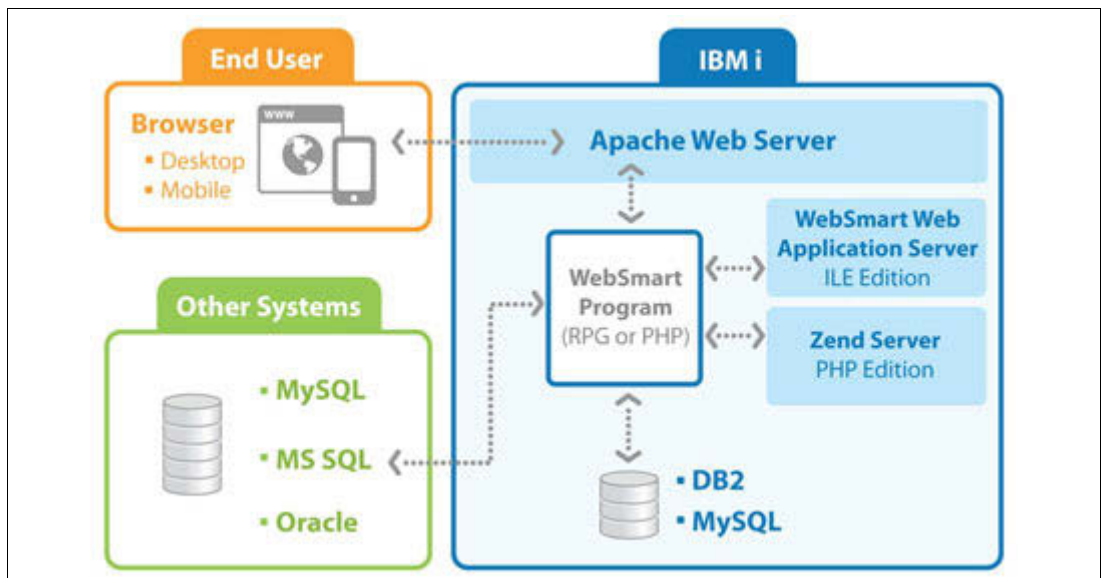 End User
Browser
▪ Desktop
▪ Mobile
www
IBM i
Apache Web Server
WebSmart
Program
(RPG or PHP)
WebSmart Web
Application Server
ILE Edition
Zend Server
PHP Edition
▪ DB2
▪ MySQL
Other Systems
▪ MySQL
▪ MS SQL
▪ Oracle